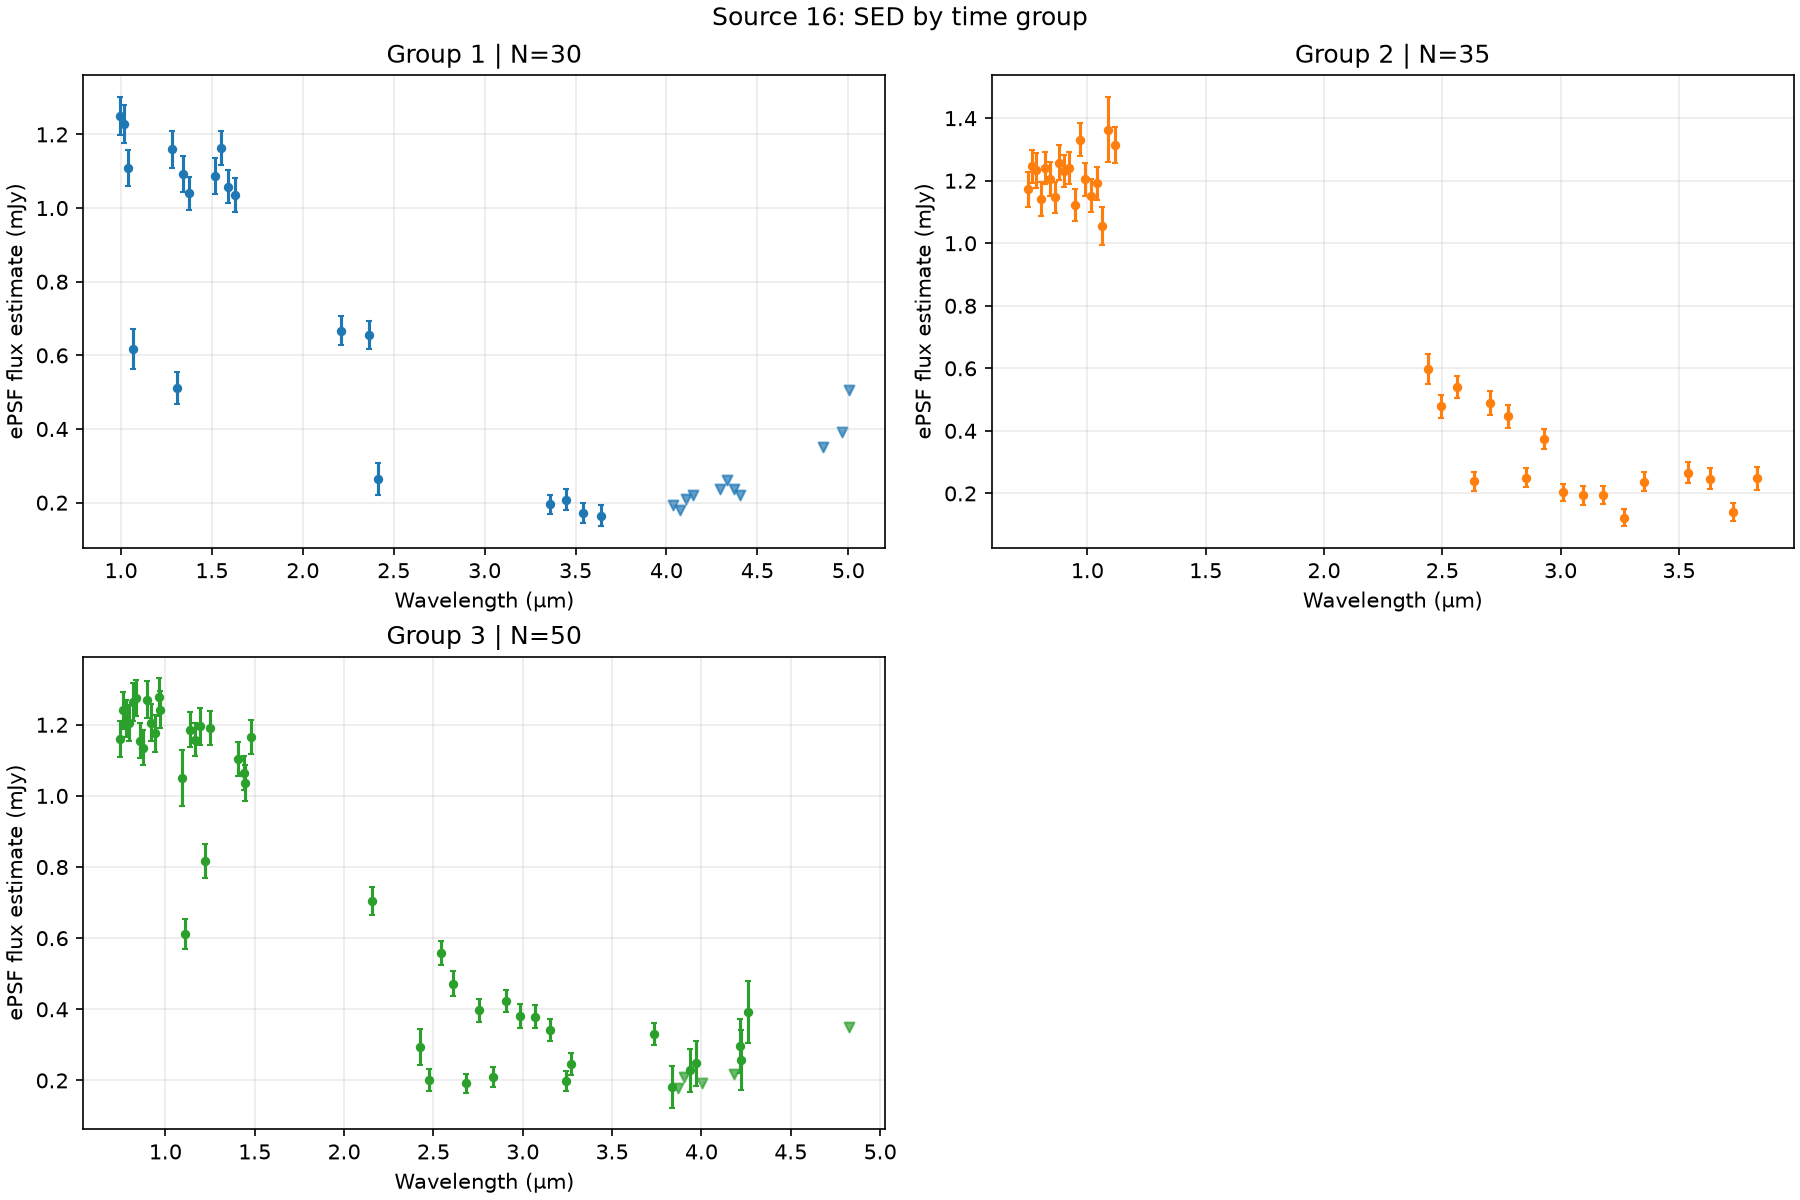 Source 16: SED by time group
Group 1 | N=30
ePSF flux estimate (mJy)
1.2
1.0
0.8
0.6
0.4
0.2
1.0 1.5 2.0 2.5 3.0 3.5 4.0 4.5 5.0
Wavelength (μm)
Group 2 | N=35
ePSF flux estimate (mJy)
1.4
1.2
1.0
0.8
0.6
0.4
0.2
1.0 1.5 2.0 2.5 3.0 3.5
Wavelength (μm)
Group 3 | N=50
ePSF flux estimate (mJy)
1.2
1.0
0.8
0.6
0.4
0.2
1.0 1.5 2.0 2.5 3.0 3.5 4.0 4.5 5.0
Wavelength (μm)